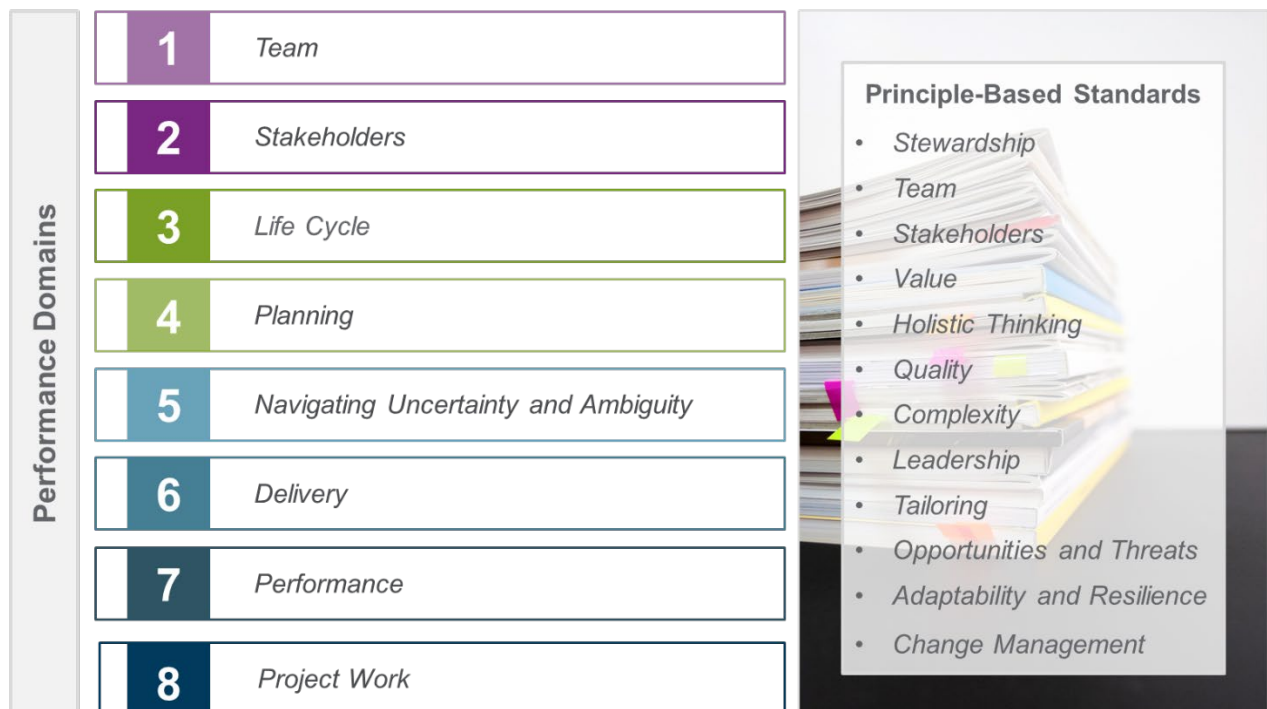 Performance Domains
1
Team
2
Stakeholders
3
Life Cycle
4
Planning
5
Navigating Uncertainty and Ambiguity
6
Delivery
7
Performance
8
Project Work
Principle-Based Standards
• Stewardship
• Team
• Stakeholders
• Value
• Holistic Thinking
• Quality
• Complexity
• Leadership
• Tailoring
• Opportunities and Threats
• Adaptability and Resilience
• Change Management